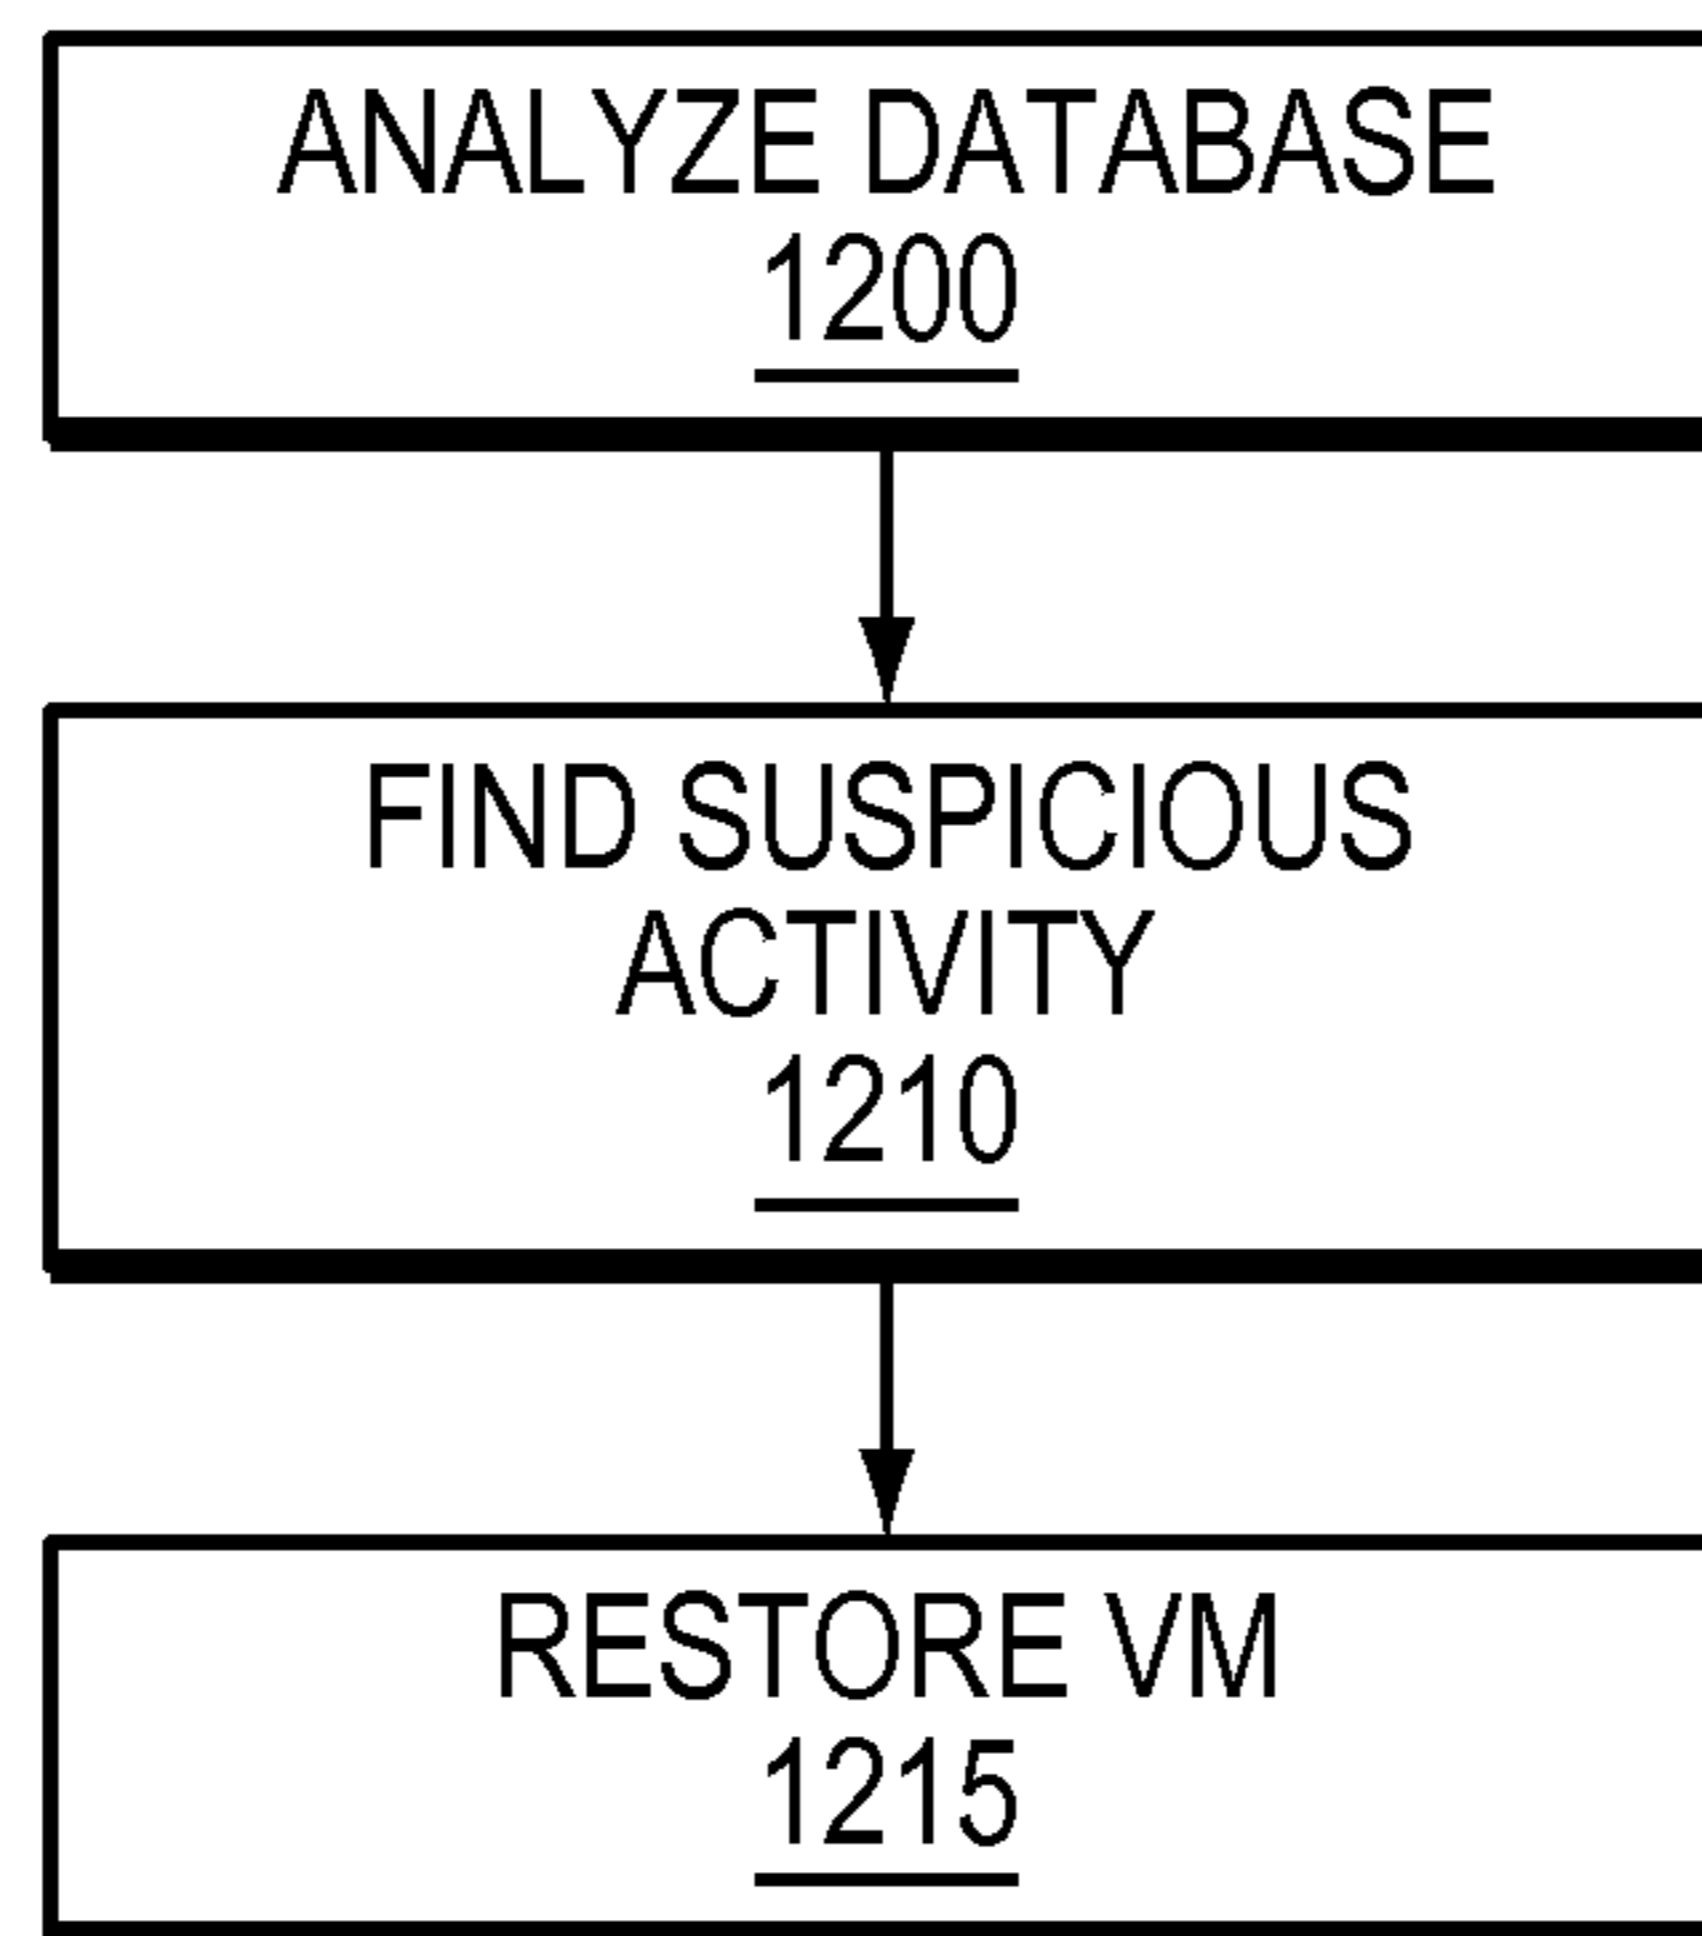 ANALYZE DATABASE
1200
FIND SUSPICIOUS
ACTIVITY
1210
RESTORE VM
1215